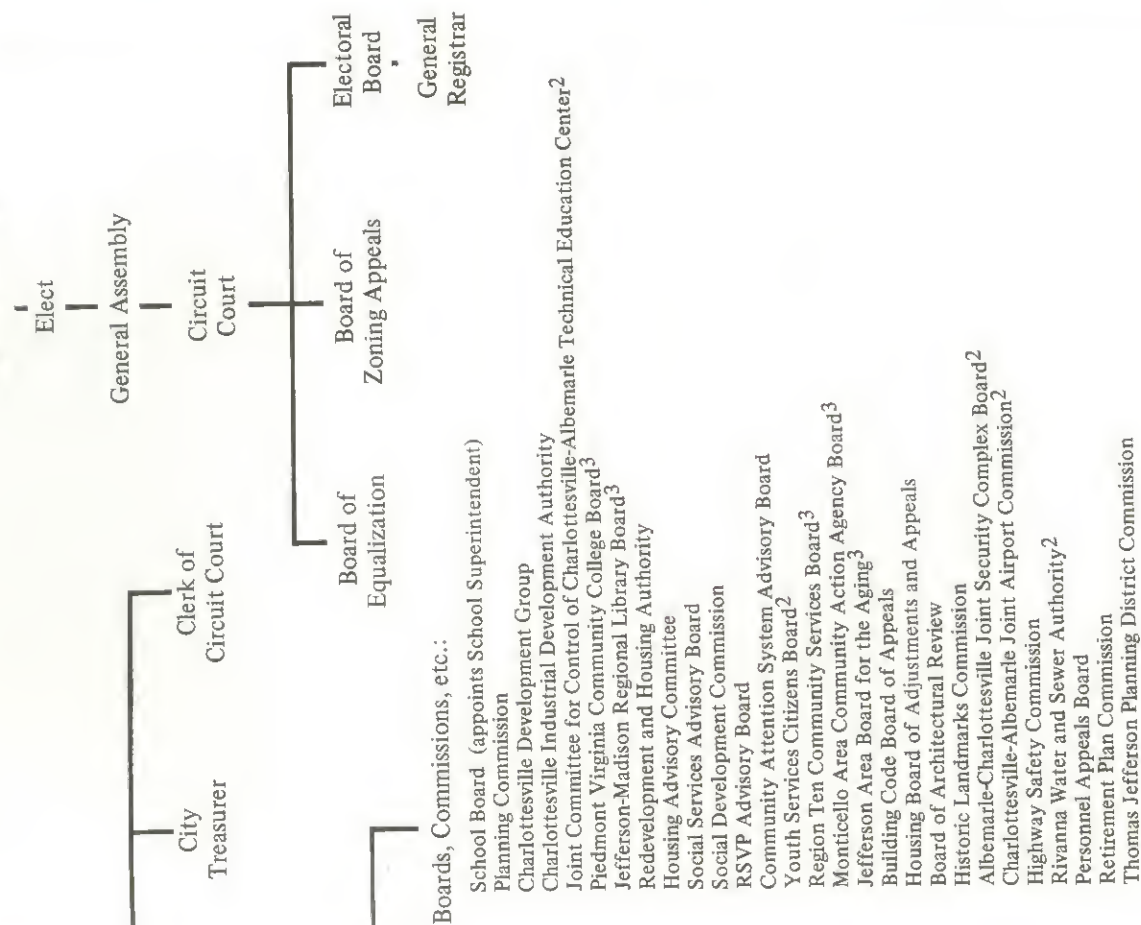 Elect
General Assembly
Circuit
Court
City
Treasurer
Clerk of
Circuit Court
Board of
Equalization
Board of
Zoning Appeals
Electoral
Board
General
Registrar
Boards, Commissions, etc.:
School Board (appoints School Superintendent)
Planning Commission
Charlottesville Development Group
Charlottesville Industrial Development Authority
Joint Committee for Control of Charlottesville-Albemarle Technical Education Center2
Piedmont Virginia Community College Board3
Jefferson-Madison Regional Library Board3
Redevelopment and Housing Authority
Housing Advisory Committee
Social Services Advisory Board
Social Development Commission
RSVP Advisory Board
Community Attention System Advisory Board
Youth Services Citizens Board2
Region Ten Community Services Board3
Monticello Area Community Action Agency Board3
Jefferson Area Board for the Aging3
Building Code Board of Appeals
Housing Board of Adjustments and Appeals
Board of Architectural Review
Historic Landmarks Commission
Albemarle-Charlottesville Joint Security Complex Board2
Charlottesville-Albemarle Joint Airport Commission2
Highway Safety Commission
Rivanna Water and Sewer Authority2
Personnel Appeals Board
Retirement Plan Commission
Thomas Jefferson Planning District Commission